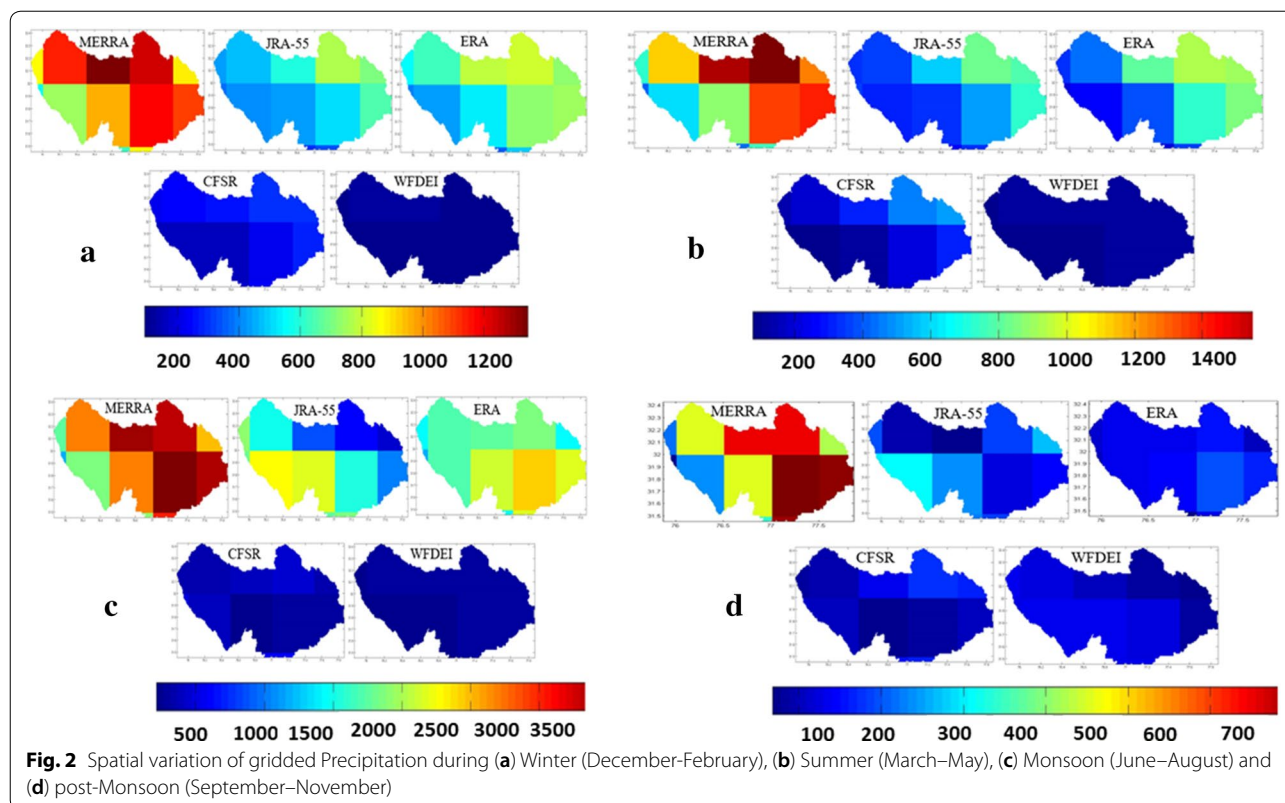 MERRA JRA-55 ERA
MERRA JRA-55 ERA
CFSR WFDEI
CFSR WFDEI
a
b
200 400 600 800 1000 1200
200 400 600 800 1000 1200 1400
MERRA JRA-55 ERA
MERRA JRA-55 ERA
32.4
32.3
32.2
32.1
32
31.9
31.8
31.7
31.6
31.5
76 76.5 77 77.5
CFSR WFDEI
CFSR WFDEI
c
d
500 1000 1500 2000 2500 3000 3500
100 200 300 400 500 600 700
Fig. 2 Spatial variation of gridded Precipitation during (a) Winter (December-February), (b) Summer (March–May), (c) Monsoon (June–August) and
(d) post-Monsoon (September–November)